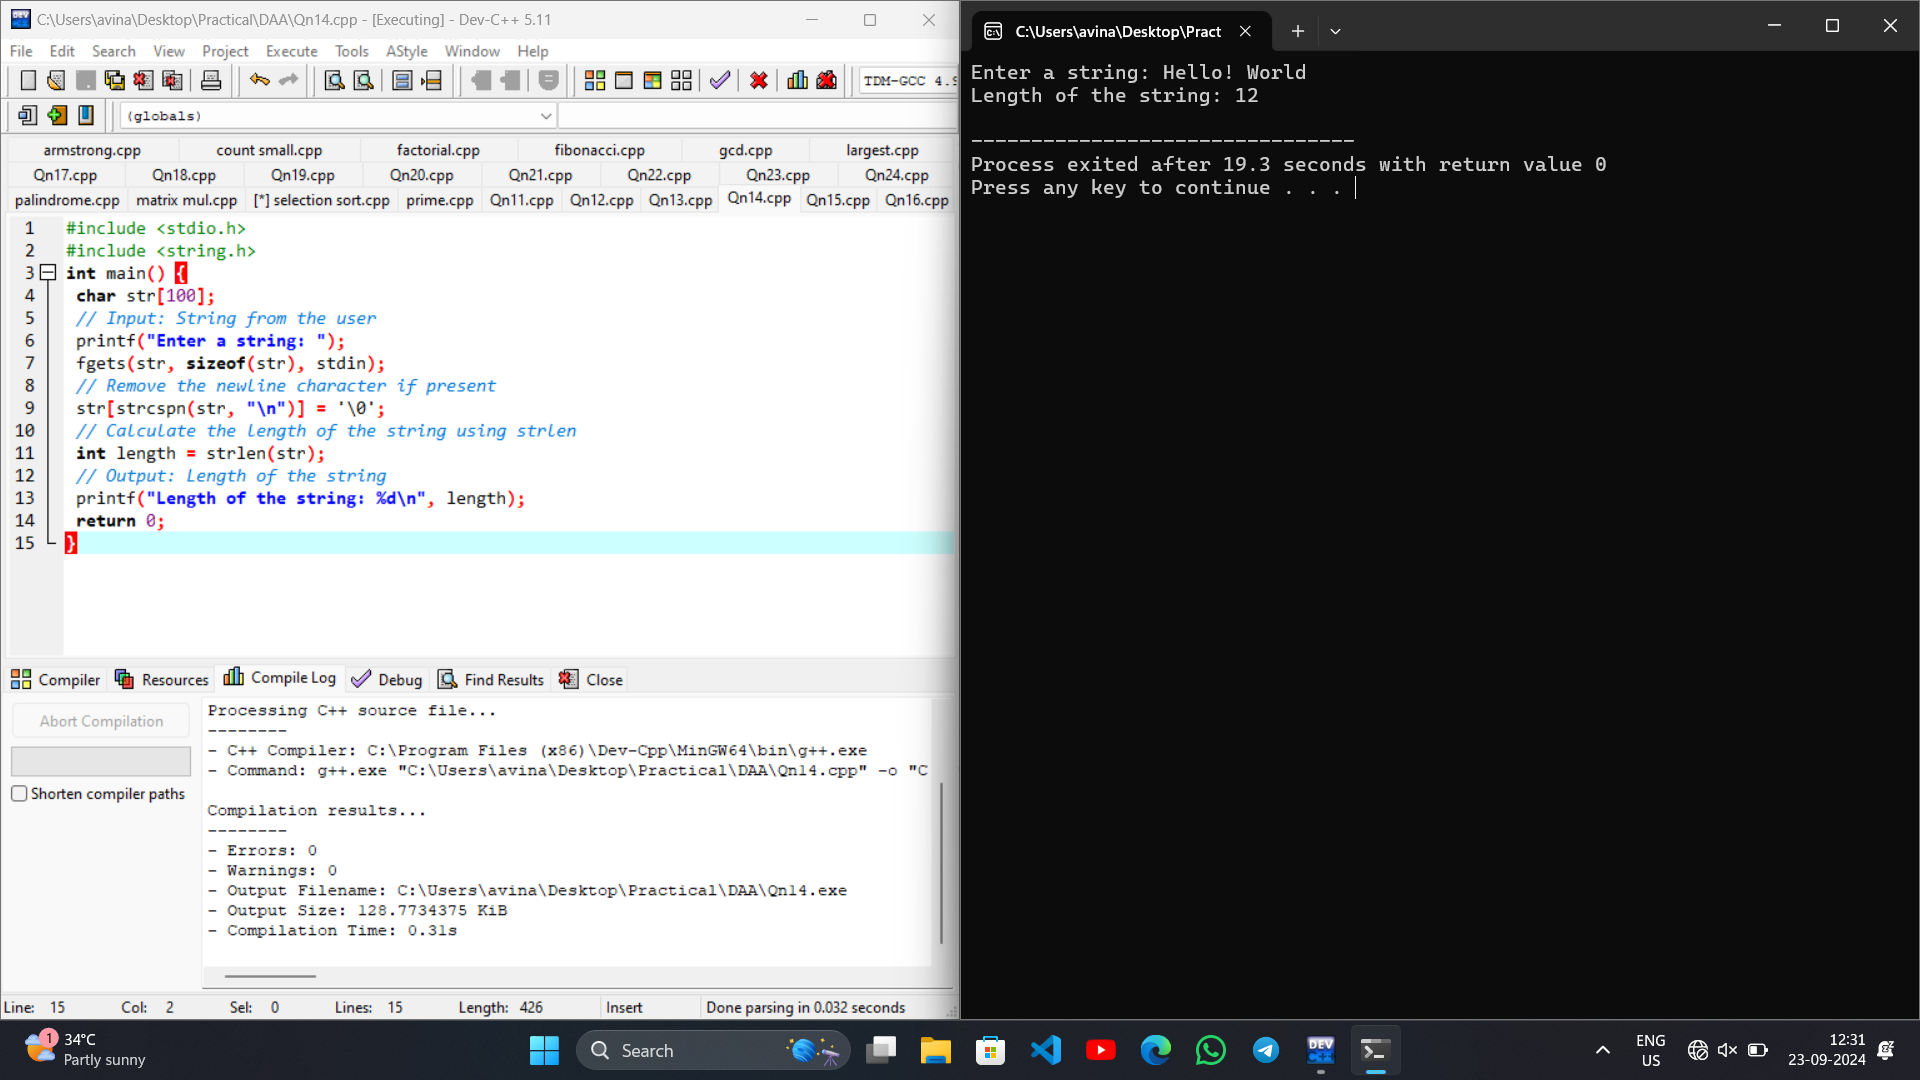 C:\Users\avina\Desktop\Practical\DAA\Qn14.cpp - [Executing] - Dev-C++ 5.11
File Edit Search View Project Execute Tools AStyle Window Help
TDM-GCC 4.9
(globals)
armstrong.cpp count small.cpp factorial.cpp fibonacci.cpp gcd.cpp largest.cpp
Qn17.cpp Qn18.cpp Qn19.cpp Qn20.cpp Qn21.cpp Qn22.cpp Qn23.cpp Qn24.cpp
palindrome.cpp matrix mul.cpp [*] selection sort.cpp prime.cpp Qn11.cpp Qn12.cpp Qn13.cpp Qn14.cpp Qn15.cpp Qn16.cpp
1 #include <stdio.h>
2 #include <string.h>
3 int main() {
4 char str[100];
5 // Input: String from the user
6 printf("Enter a string: ");
7 fgets(str, sizeof(str), stdin);
8 // Remove the newline character if present
9 str[strcspn(str, "\n")] = '\0';
10 // Calculate the length of the string using strlen
11 int length = strlen(str);
12 // Output: Length of the string
13 printf("Length of the string: %d\n", length);
14 return 0;
15 }
Compiler Resources Compile Log Debug Find Results Close
Abort Compilation
Shorten compiler paths
Processing C++ source file...
--------
- C++ Compiler: C:\Program Files (x86)\Dev-Cpp\MinGW64\bin\g++.exe
- Command: g++.exe "C:\Users\avina\Desktop\Practical\DAA\Qn14.cpp" -o "C
Compilation results...
--------
- Errors: 0
- Warnings: 0
- Output Filename: C:\Users\avina\Desktop\Practical\DAA\Qn14.exe
- Output Size: 128.7734375 KiB
- Compilation Time: 0.31s
Line: 15 Col: 2 Sel: 0 Lines: 15 Length: 426 Insert Done parsing in 0.032 seconds
C:\Users\avina\Desktop\Pract
Enter a string: Hello! World
Length of the string: 12
--------------------------------
Process exited after 19.3 seconds with return value 0
Press any key to continue . . .
1
34°C
Partly sunny
Search
DEV
C++
ENG
US
12:31
23-09-2024